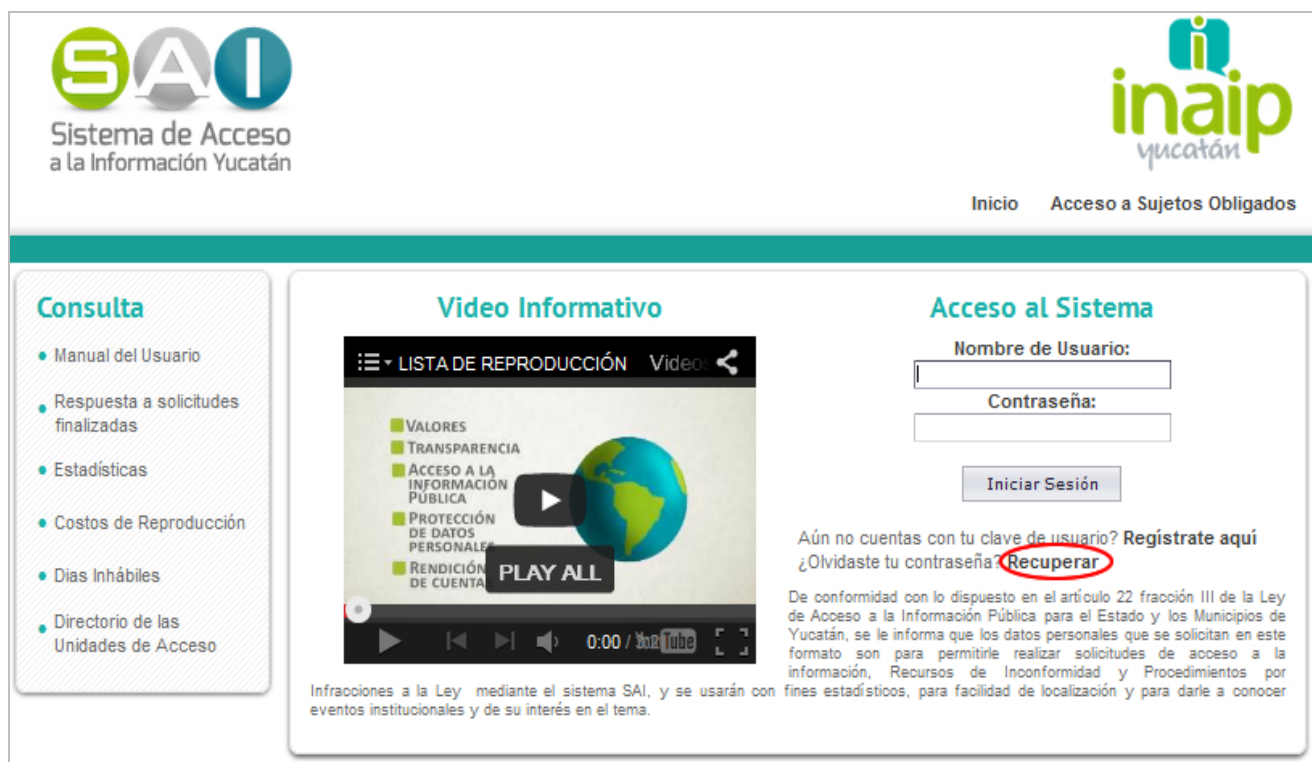 SAI
Sistema de Acceso
a la Información Yucatán
inaip
yucatán
Inicio Acceso a Sujetos Obligados
Consulta
Manual del Usuario
Respuesta a solicitudes
finalizadas
Estadísticas
Costos de Reproducción
Dias Inhábiles
Directorio de las
Unidades de Acceso
Video Informativo
LISTA DE REPRODUCCIÓN Videos
VALORES
TRANSPARENCIA
ACCESO A LA
INFORMACIÓN
PÚBLICA
PROTECCIÓN
DE DATOS
PERSONALES
RENDICIÓN
DE CUENTAS
PLAY ALL
0:00 /
Acceso al Sistema
Nombre de Usuario:
Contraseña:
Iniciar Sesión
Aún no cuentas con tu clave de usuario? Regístrate aquí
¿Olvidaste tu contraseña? Recuperar
De conformidad con lo dispuesto en el artículo 22 fracción III de la Ley
de Acceso a la Información Pública para el Estado y los Municipios de
Yucatán, se le informa que los datos personales que se solicitan en este
formato son para permitirle realizar solicitudes de acceso a la
información, Recursos de Inconformidad y Procedimientos por
Infracciones a la Ley mediante el sistema SAI, y se usarán con fines estadísticos, para facilidad de localización y para darle a conocer
eventos institucionales y de su interés en el tema.